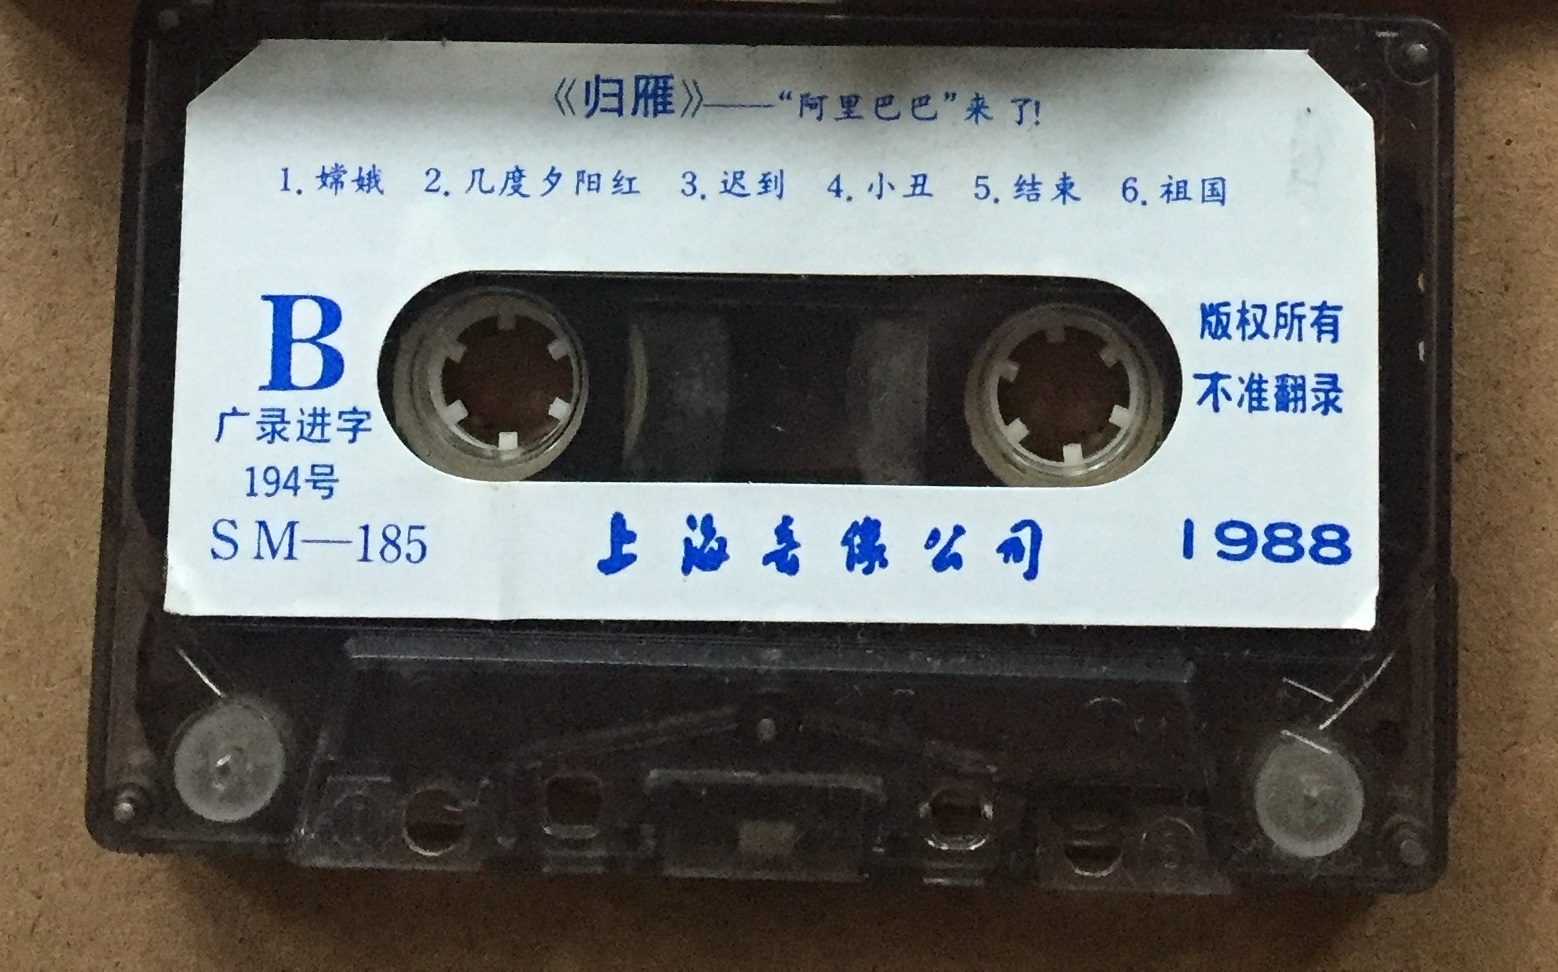 《归雁》——“阿里巴巴”来了!
1. 嫦娥 2. 几度夕阳红 3. 迟到 4. 小丑 5. 结束 6. 祖国
B
广录进字
194号
SM—185
版权所有
不准翻录
上海音像公司
1988